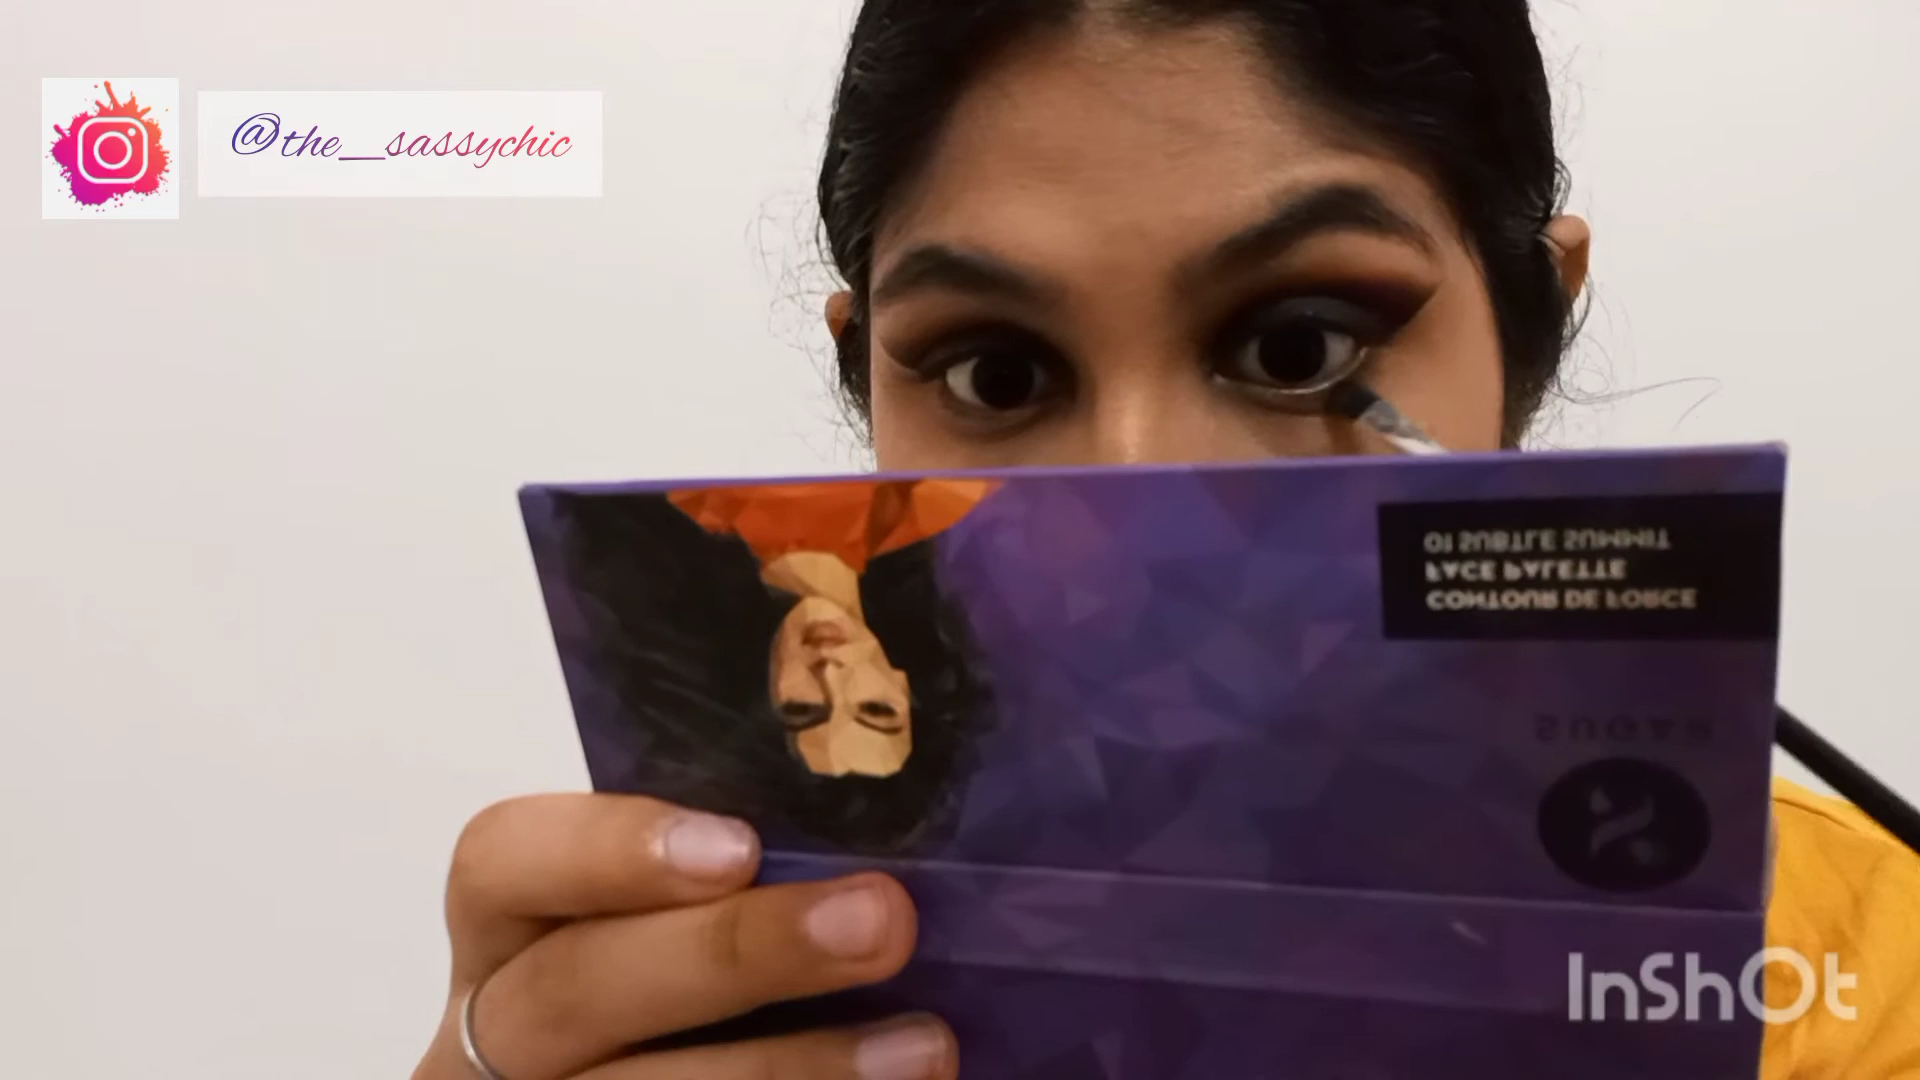 @the__sassychic
01 SUBTLE SUMMIT
FACE PALETTE
CONTOUR DE FORCE
SUGAR
InShOt